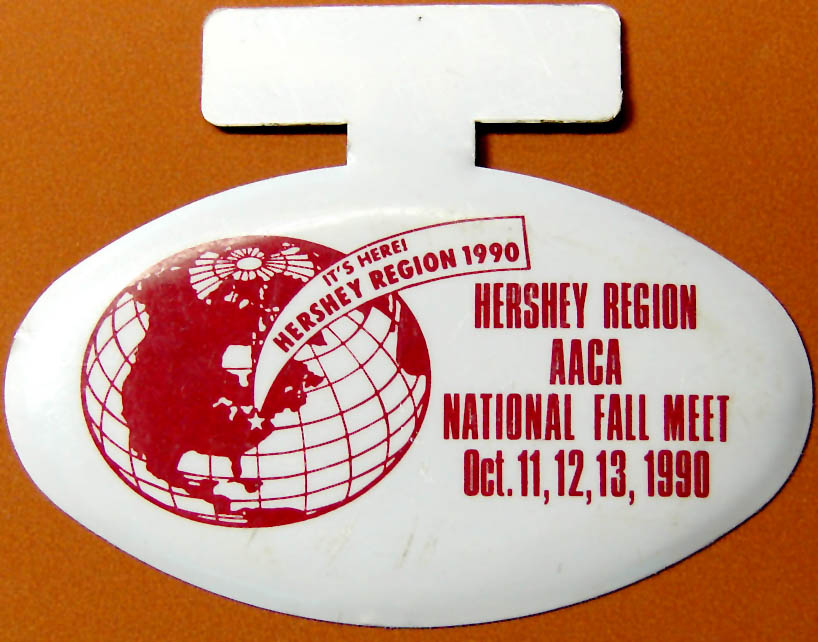 IT'S HERE!
HERSHEY REGION 1990
HERSHEY REGION
AACA
NATIONAL FALL MEET
Oct. 11, 12, 13, 1990